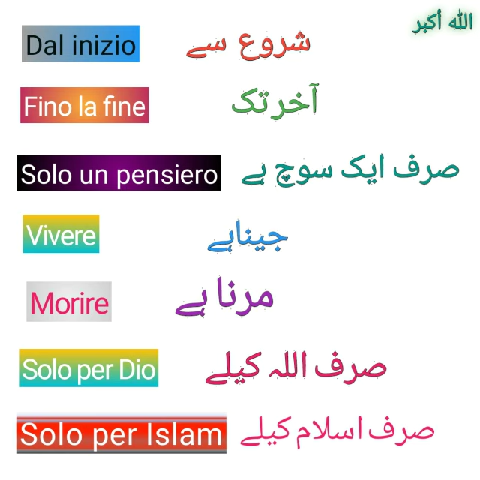 الله أكبر
Dal inizio شروع سے
Fino la fine آخر تک
Solo un pensiero صرف ایک سوچ ہے
Vivere جینا ہے
Morire مرنا ہے
Solo per Dio صرف اللہ کیلے
Solo per Islam صرف اسلام کیلے